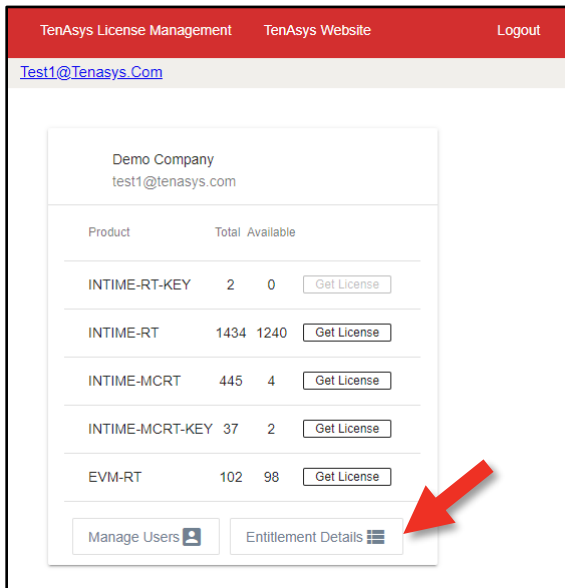 TenAsys License Management TenAsys Website Logout
Test1@Tenasys.Com
Demo Company
test1@tenasys.com
Product Total Available
INTIME-RT-KEY 2 0 Get License
INTIME-RT 1434 1240 Get License
INTIME-MCRT 445 4 Get License
INTIME-MCRT-KEY 37 2 Get License
EVM-RT 102 98 Get License
Manage Users Entitlement Details